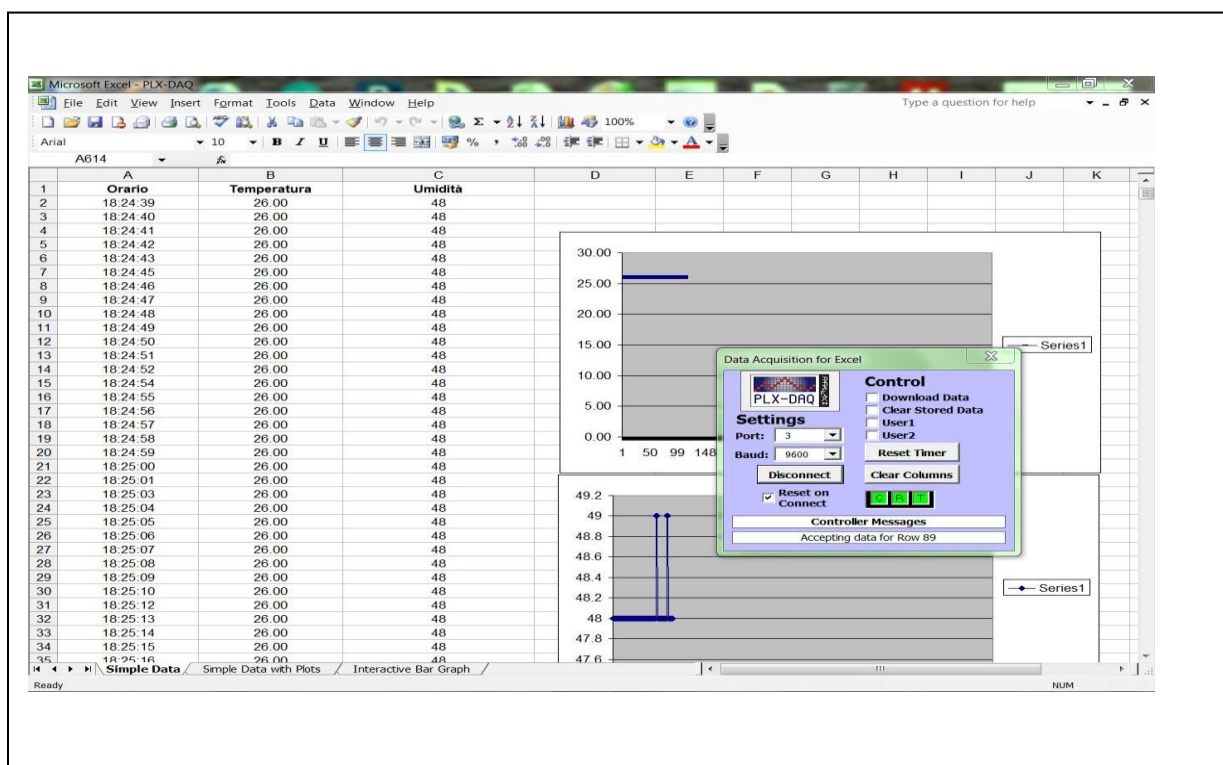 Microsoft Excel - PLX-DAQ
File Edit View Insert Format Tools Data Window Help
Type a question for help
100%
Arial 10 B I U
A614 fx
A B C D E F G H I J K
1 Orario Temperatura Umidità
2 18:24:39 26.00 48
3 18:24:40 26.00 48
4 18:24:41 26.00 48
5 18:24:42 26.00 48
6 18:24:43 26.00 48
7 18:24:45 26.00 48
8 18:24:46 26.00 48
9 18:24:47 26.00 48
10 18:24:48 26.00 48
11 18:24:49 26.00 48
12 18:24:50 26.00 48
13 18:24:51 26.00 48
14 18:24:52 26.00 48
15 18:24:54 26.00 48
16 18:24:55 26.00 48
17 18:24:56 26.00 48
18 18:24:57 26.00 48
19 18:24:58 26.00 48
20 18:24:59 26.00 48
21 18:25:00 26.00 48
22 18:25:01 26.00 48
23 18:25:03 26.00 48
24 18:25:04 26.00 48
25 18:25:05 26.00 48
26 18:25:06 26.00 48
27 18:25:07 26.00 48
28 18:25:08 26.00 48
29 18:25:09 26.00 48
30 18:25:10 26.00 48
31 18:25:12 26.00 48
32 18:25:13 26.00 48
33 18:25:14 26.00 48
34 18:25:15 26.00 48
35 18:25:16 26.00 48
30.00
25.00
20.00
15.00
10.00
5.00
0.00
1 50 99 148
Series1
49.2
49
48.8
48.6
48.4
48.2
48
47.8
47.6
Series1
Data Acquisition for Excel
PLX-DAQ
Settings
Port: 3
Baud: 9600
Disconnect
Reset on
Connect
Control
Download Data
Clear Stored Data
User1
User2
Reset Timer
Clear Columns
C R T
Controller Messages
Accepting data for Row 89
Simple Data Simple Data with Plots Interactive Bar Graph
Ready
NUM